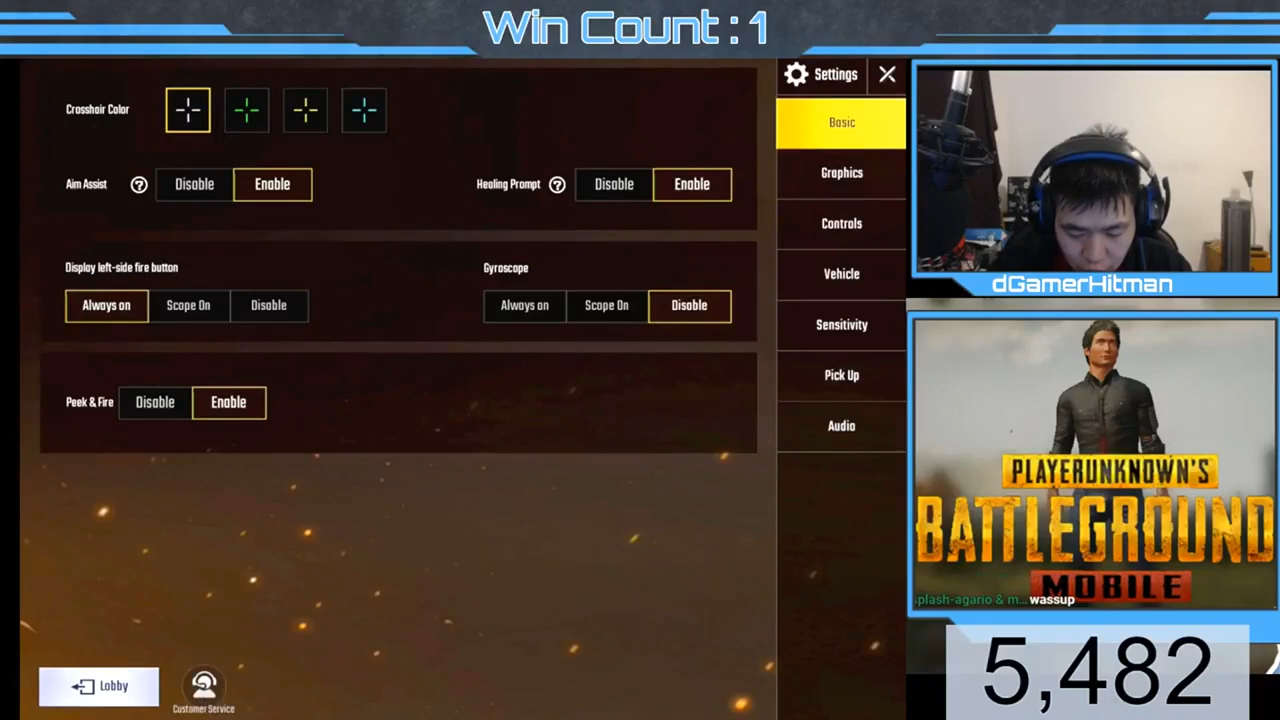 Win Count : 1
Settings
Crosshair Color
Basic
Aim Assist ? Disable Enable
Healing Prompt ? Disable Enable
Graphics
Controls
Display left-side fire button
Gyroscope
Always on Scope On Disable
Always on Scope On Disable
Vehicle
Sensitivity
Peek & Fire Disable Enable
Pick Up
Audio
Lobby
Customer Service
dGamerHitman
PLAYERUNKNOWN'S
BATTLEGROUND
MOBILE
plash-agario & m... wassup
5,482